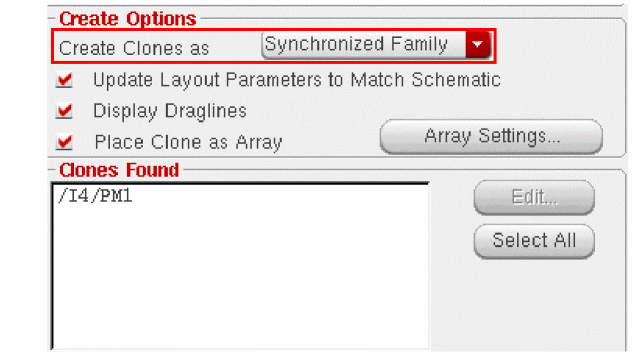 Create Options
Create Clones as Synchronized Family
Update Layout Parameters to Match Schematic
Display Draglines
Place Clone as Array Array Settings...
Clones Found
/I4/PM1
Edit...
Select All